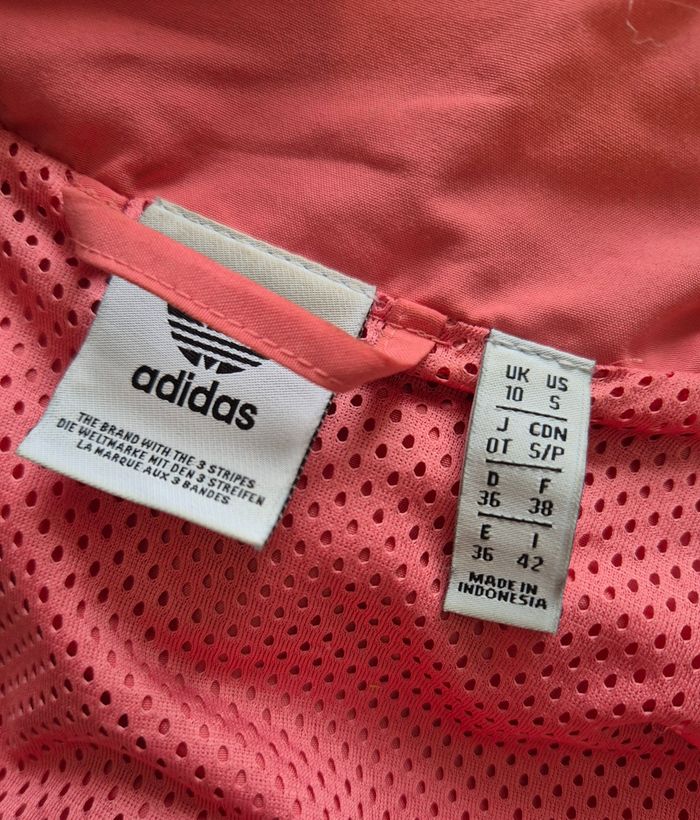 adidas
THE BRAND WITH THE 3 STRIPES
DIE WELTMARKE MIT DEN 3 STREIFEN
LA MARQUE AUX 3 BANDES
UK US
10 S
J CDN
OT S/P
D F
36 38
E I
36 42
MADE IN
INDONESIA